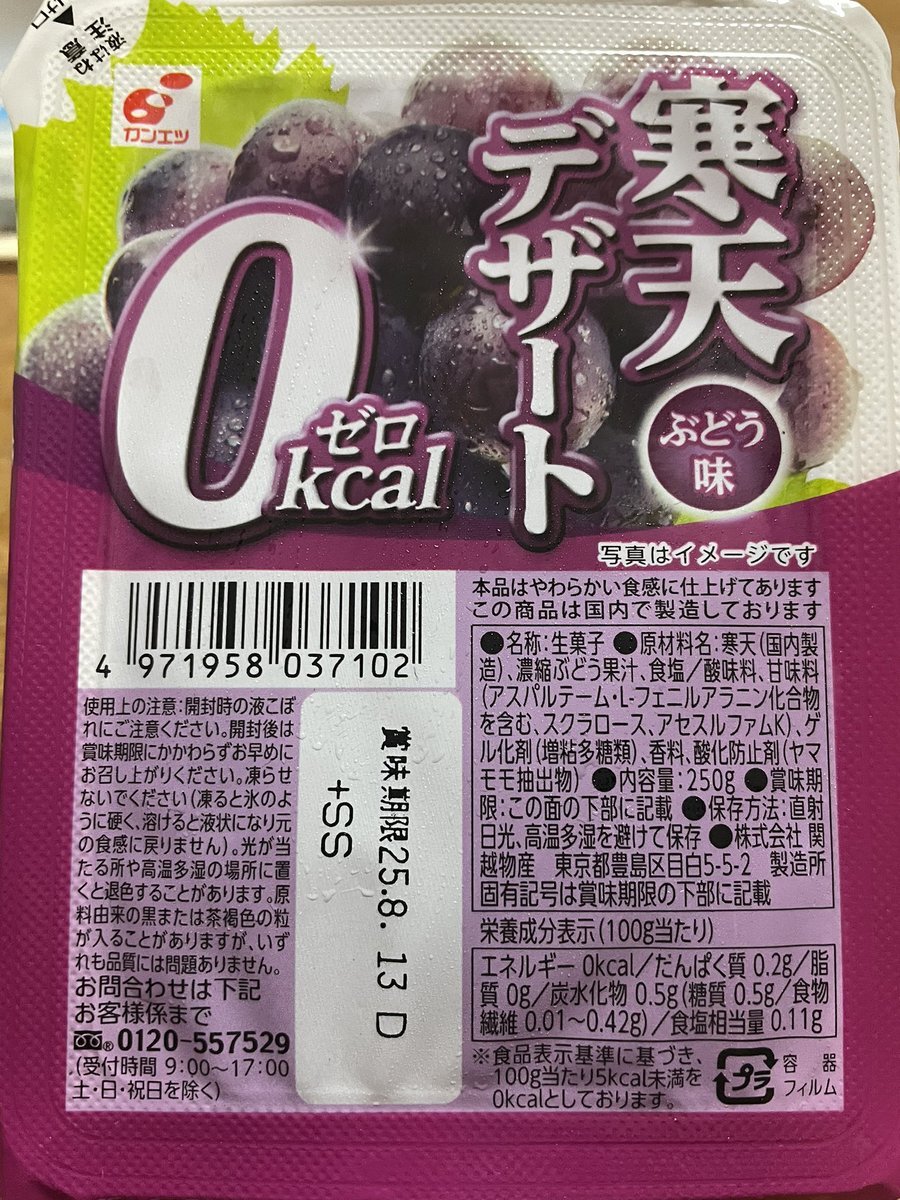 け口
液はね
注意
カンエツ
寒天
デザート
0
ゼロ
kcal
ぶどう
味
写真はイメージです
本品はやわらかい食感に仕上げてあります
この商品は国内で製造しております
●名称:生菓子 ●原材料名:寒天(国内製
造)、濃縮ぶどう果汁、食塩/酸味料、甘味料
(アスパルテーム・L-フェニルアラニン化合物
を含む、スクラロース、アセスルファムK)、ゲ
ル化剤(増粘多糖類)、香料、酸化防止剤(ヤマ
モモ抽出物) ●内容量:250g ●賞味期
限:この面の下部に記載 ●保存方法:直射
日光、高温多湿を避けて保存 ●株式会社 関
越物産 東京都豊島区目白5-5-2 製造所
固有記号は賞味期限の下部に記載
栄養成分表示(100g当たり)
エネルギー 0kcal/たんぱく質 0.2g/脂
質 0g/炭水化物 0.5g(糖質 0.5g/食物
繊維 0.01~0.42g)/食塩相当量 0.11g
※食品表示基準に基づき、
100g当たり5kcal未満を
0kcalとしております。
プラ
容器
フィルム
4 971958 037102
使用上の注意:開封時の液こぼ
れにご注意ください。開封後は
賞味期限にかかわらずお早めに
お召し上がりください。凍らせ
ないでください(凍ると氷のよ
うに硬く、溶けると液状になり元
の食感に戻りません)。光が当
たる所や高温多湿の場所に置
くと退色することがあります。原
料由来の黒または茶褐色の粒
が入ることがありますが、いず
れも品質には問題ありません。
お問合わせは下記
お客様係まで
®0120-557529
(受付時間 9:00~17:00
土・日・祝日を除く)
賞味期限25.8.13 D
+SS